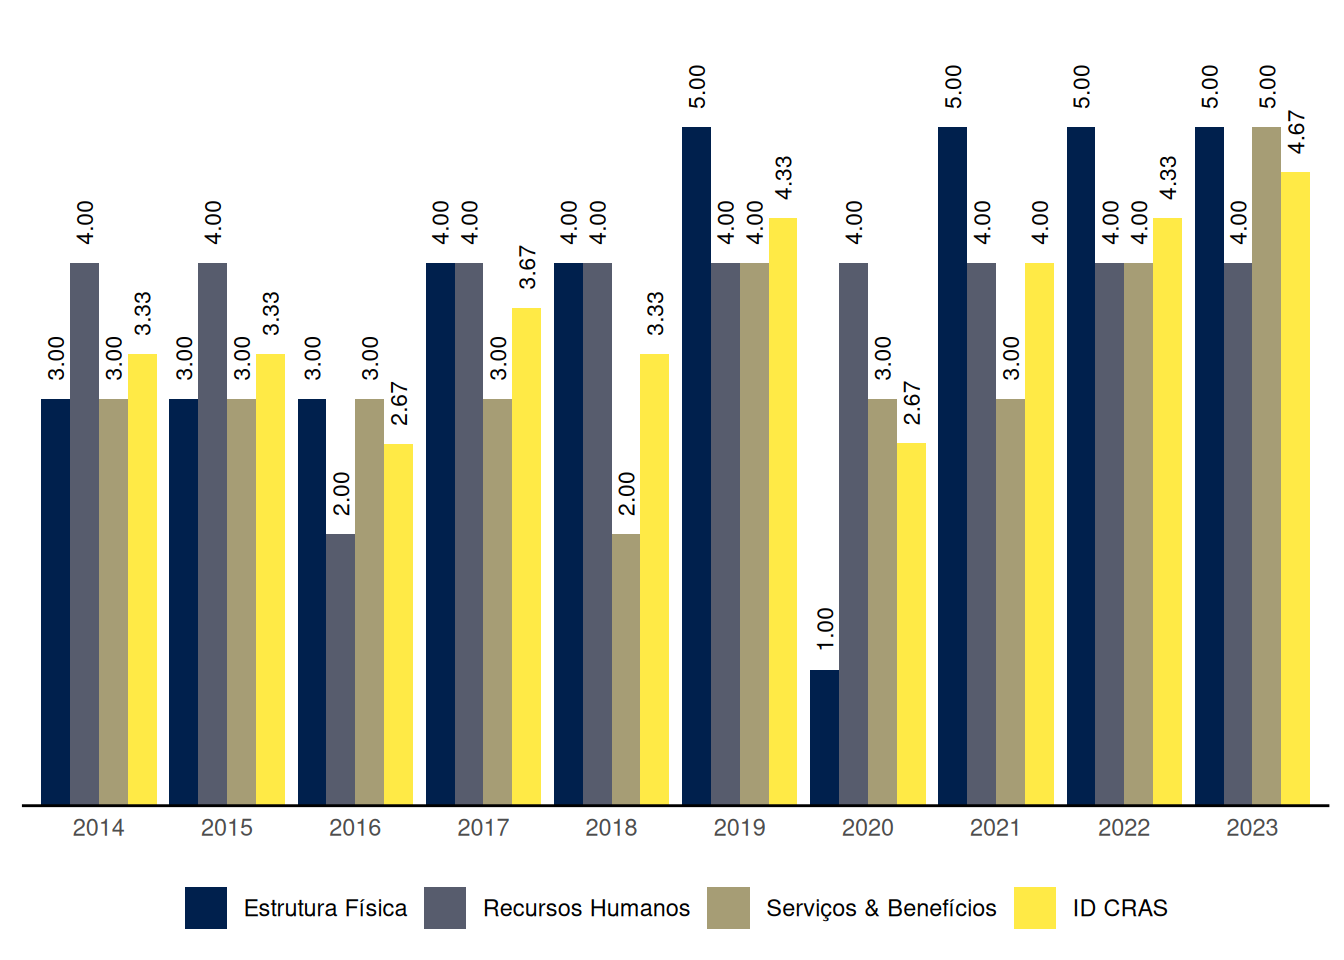 5.00 5.00 5.00 5.00 5.00
4.67
4.33 4.33
4.00 4.00 4.00 4.00 4.00 4.00 4.00 4.00 4.00 4.00 4.00 4.00 4.00 4.00
3.67
3.33 3.33 3.33
3.00 3.00 3.00 3.00 3.00 3.00 3.00 3.00 3.00
2.67 2.67
2.00 2.00
1.00
2014 2015 2016 2017 2018 2019 2020 2021 2022 2023
Estrutura Física Recursos Humanos Serviços & Benefícios ID CRAS